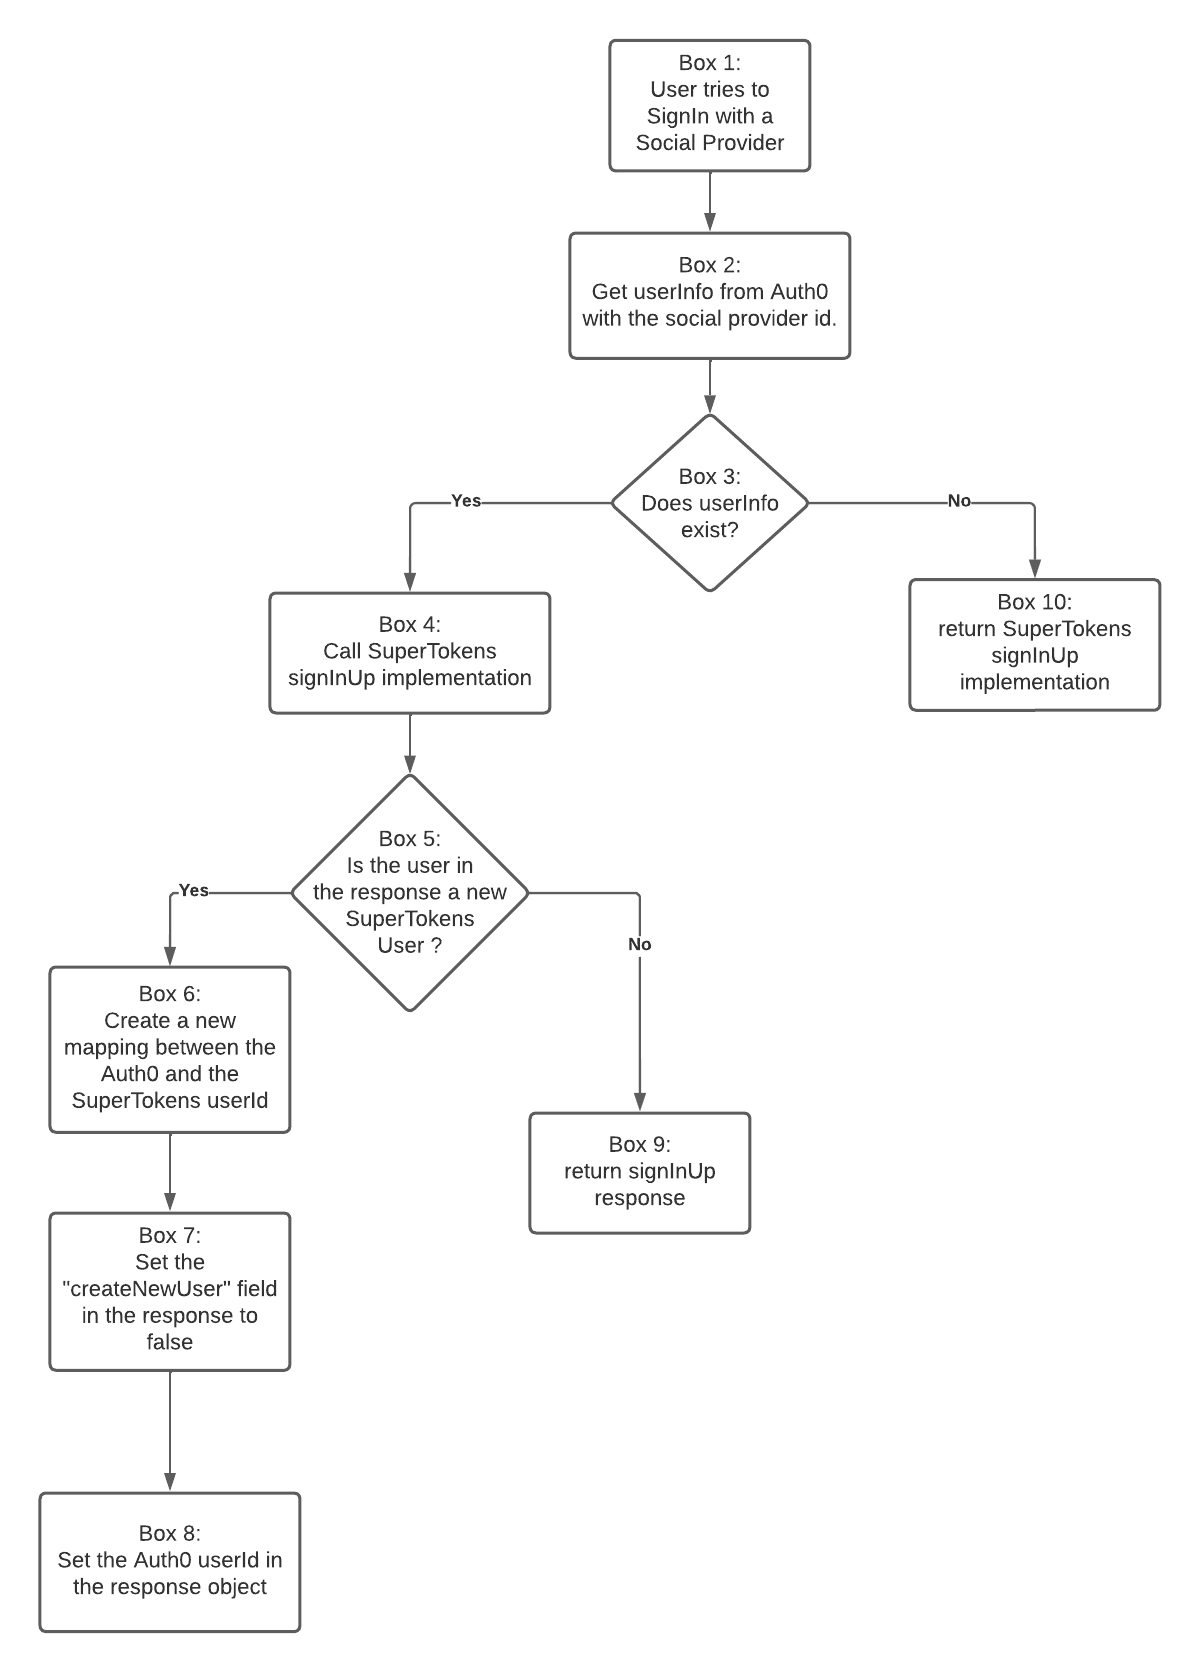 Box 1:
User tries to
SignIn with a
Social Provider
Box 2:
Get userInfo from Auth0
with the social provider id.
Box 3:
Does userInfo
exist?
Yes
No
Box 4:
Call SuperTokens
signInUp implementation
Box 10:
return SuperTokens
signInUp
implementation
Box 5:
Is the user in
the response a new
SuperTokens
User ?
Yes
No
Box 6:
Create a new
mapping between the
Auth0 and the
SuperTokens userId
Box 9:
return signInUp
response
Box 7:
Set the
"createNewUser" field
in the response to
false
Box 8:
Set the Auth0 userId in
the response object